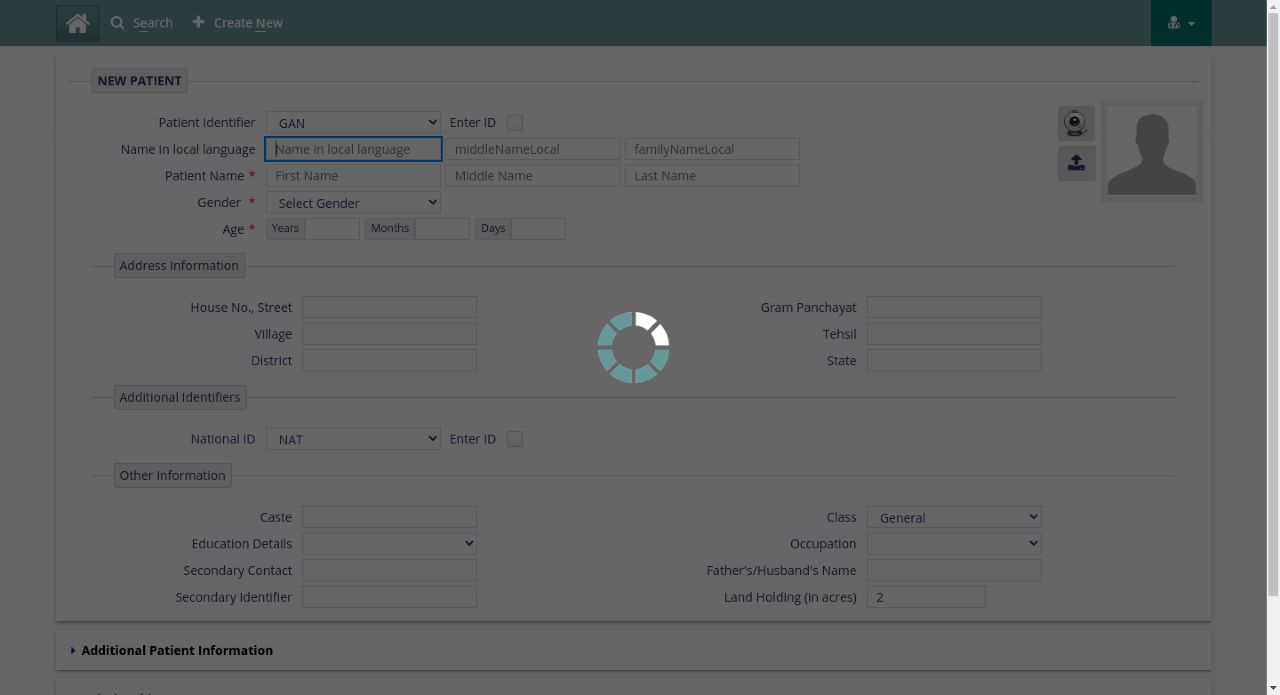 Search Create New
NEW PATIENT
Patient Identifier GAN Enter ID
Name in local language Name in local language middleNameLocal familyNameLocal
Patient Name * First Name Middle Name Last Name
Gender * Select Gender
Age * Years Months Days
Address Information
House No., Street Gram Panchayat
Village Tehsil
District State
Additional Identifiers
National ID NAT Enter ID
Other Information
Caste Class General
Education Details Occupation
Secondary Contact Father's/Husband's Name
Secondary Identifier Land Holding (in acres) 2
Additional Patient Information